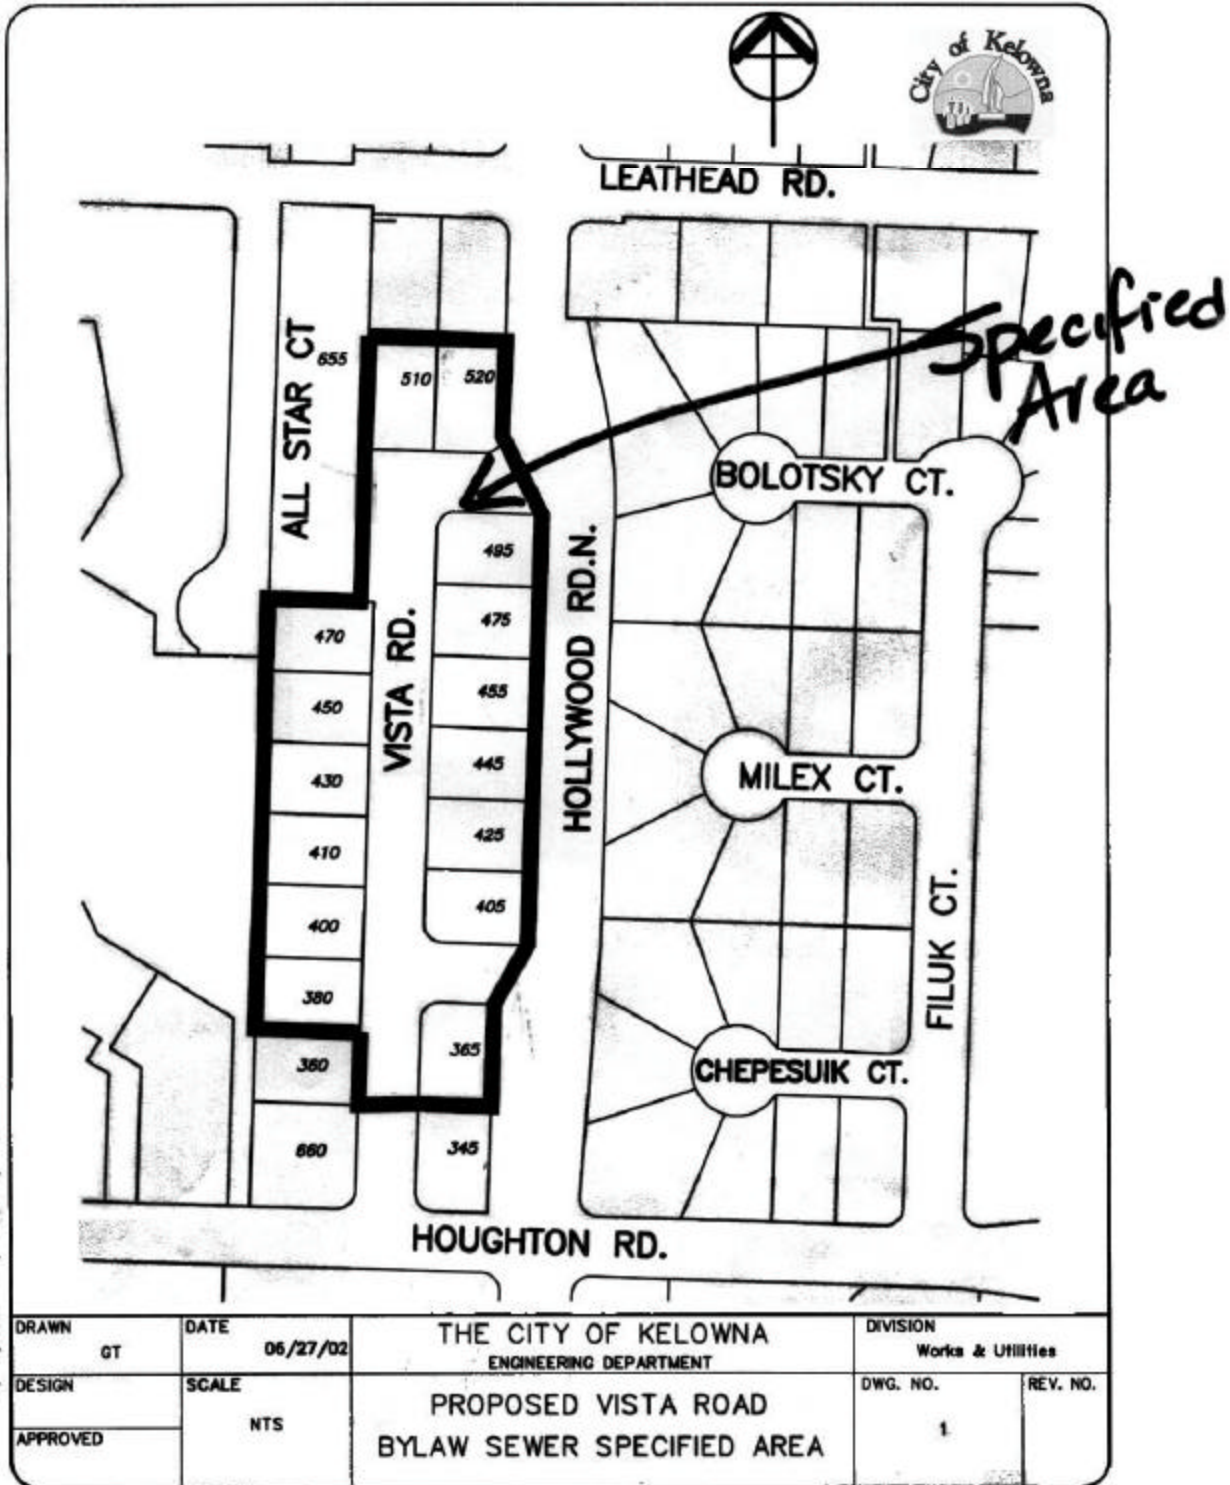 City of Kelowna
LEATHEAD RD.
Specified
Area
ALL STAR CT
655
510
520
BOLOTSKY CT.
495
HOLLYWOOD RD.N.
475
470
VISTA RD.
455
450
445
MILEX CT.
430
425
410
405
400
FILUK CT.
380
365
360
CHEPESUIK CT.
660
345
HOUGHTON RD.
DRAWN
GT
DATE
06/27/02
THE CITY OF KELOWNA
ENGINEERING DEPARTMENT
DIVISION
Works & Utilities
DESIGN
SCALE
NTS
PROPOSED VISTA ROAD
BYLAW SEWER SPECIFIED AREA
DWG. NO.
1
REV. NO.
APPROVED